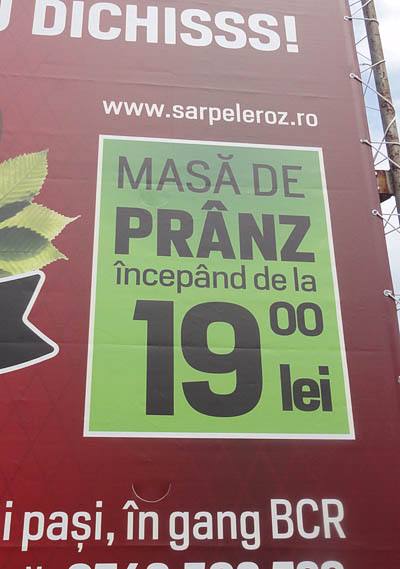 DICHISSS!
www.sarpeleroz.ro
MASĂ DE
PRÂNZ
începând de la
19 00 lei
i pași, în gang BCR